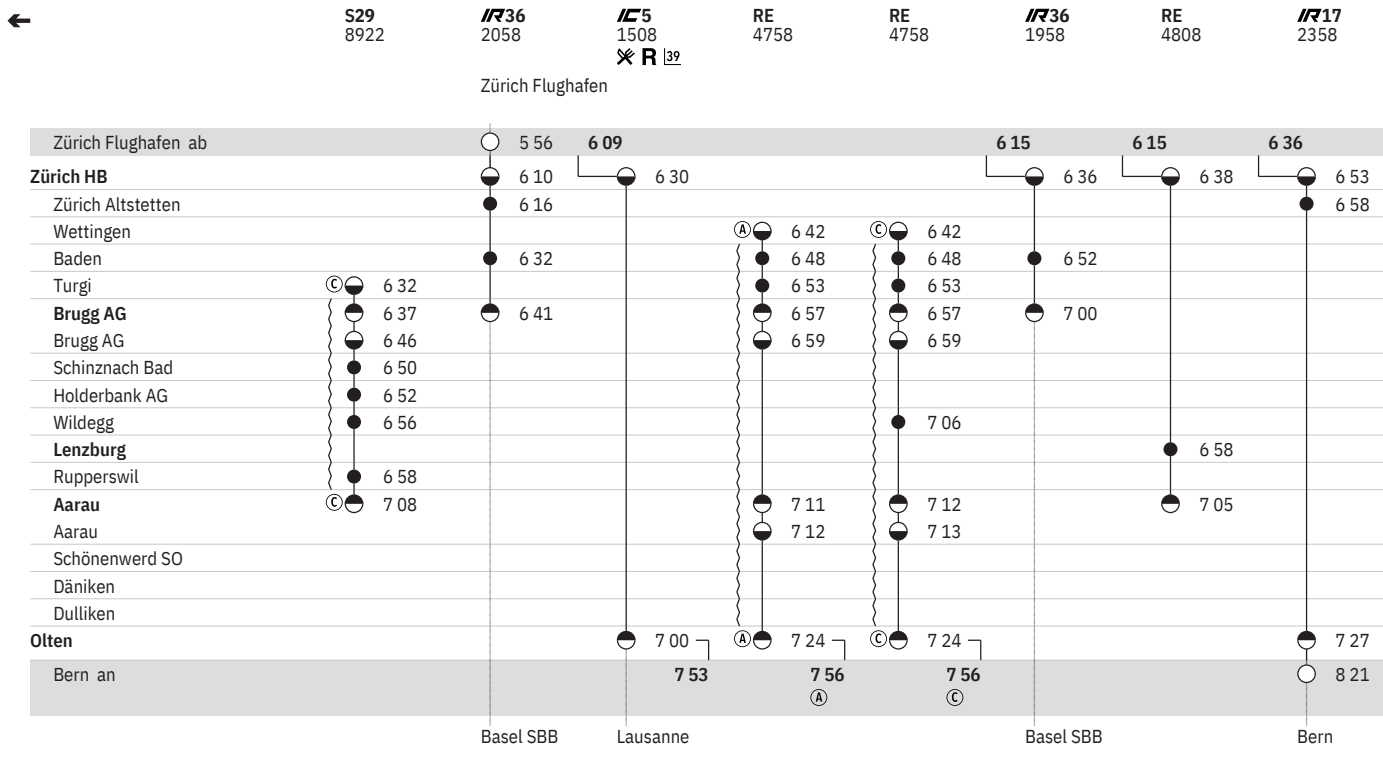 S29 IR36 IC5 RE RE IR36 RE IR17
8922 2058 1508 4758 4758 1958 4808 2358
R 39
Zürich Flughafen
Zürich Flughafen ab 5 56 6 09 6 15 6 15 6 36
Zürich HB 6 10 6 30 6 36 6 38 6 53
Zürich Altstetten 6 16 6 58
Wettingen A 6 42 C 6 42
Baden 6 32 6 48 6 48 6 52
Turgi C 6 32 6 53 6 53
Brugg AG 6 37 6 41 6 57 6 57 7 00
Brugg AG 6 46 6 59 6 59
Schinznach Bad 6 50
Holderbank AG 6 52
Wildegg 6 56 7 06
Lenzburg 6 58
Rupperswil 6 58
Aarau C 7 08 7 11 7 12 7 05
Aarau 7 12 7 13
Schönenwerd SO
Däniken
Dulliken
Olten 7 00 A 7 24 C 7 24 7 27
Bern an 7 53 7 56 7 56 8 21
A C
Basel SBB Lausanne Basel SBB Bern